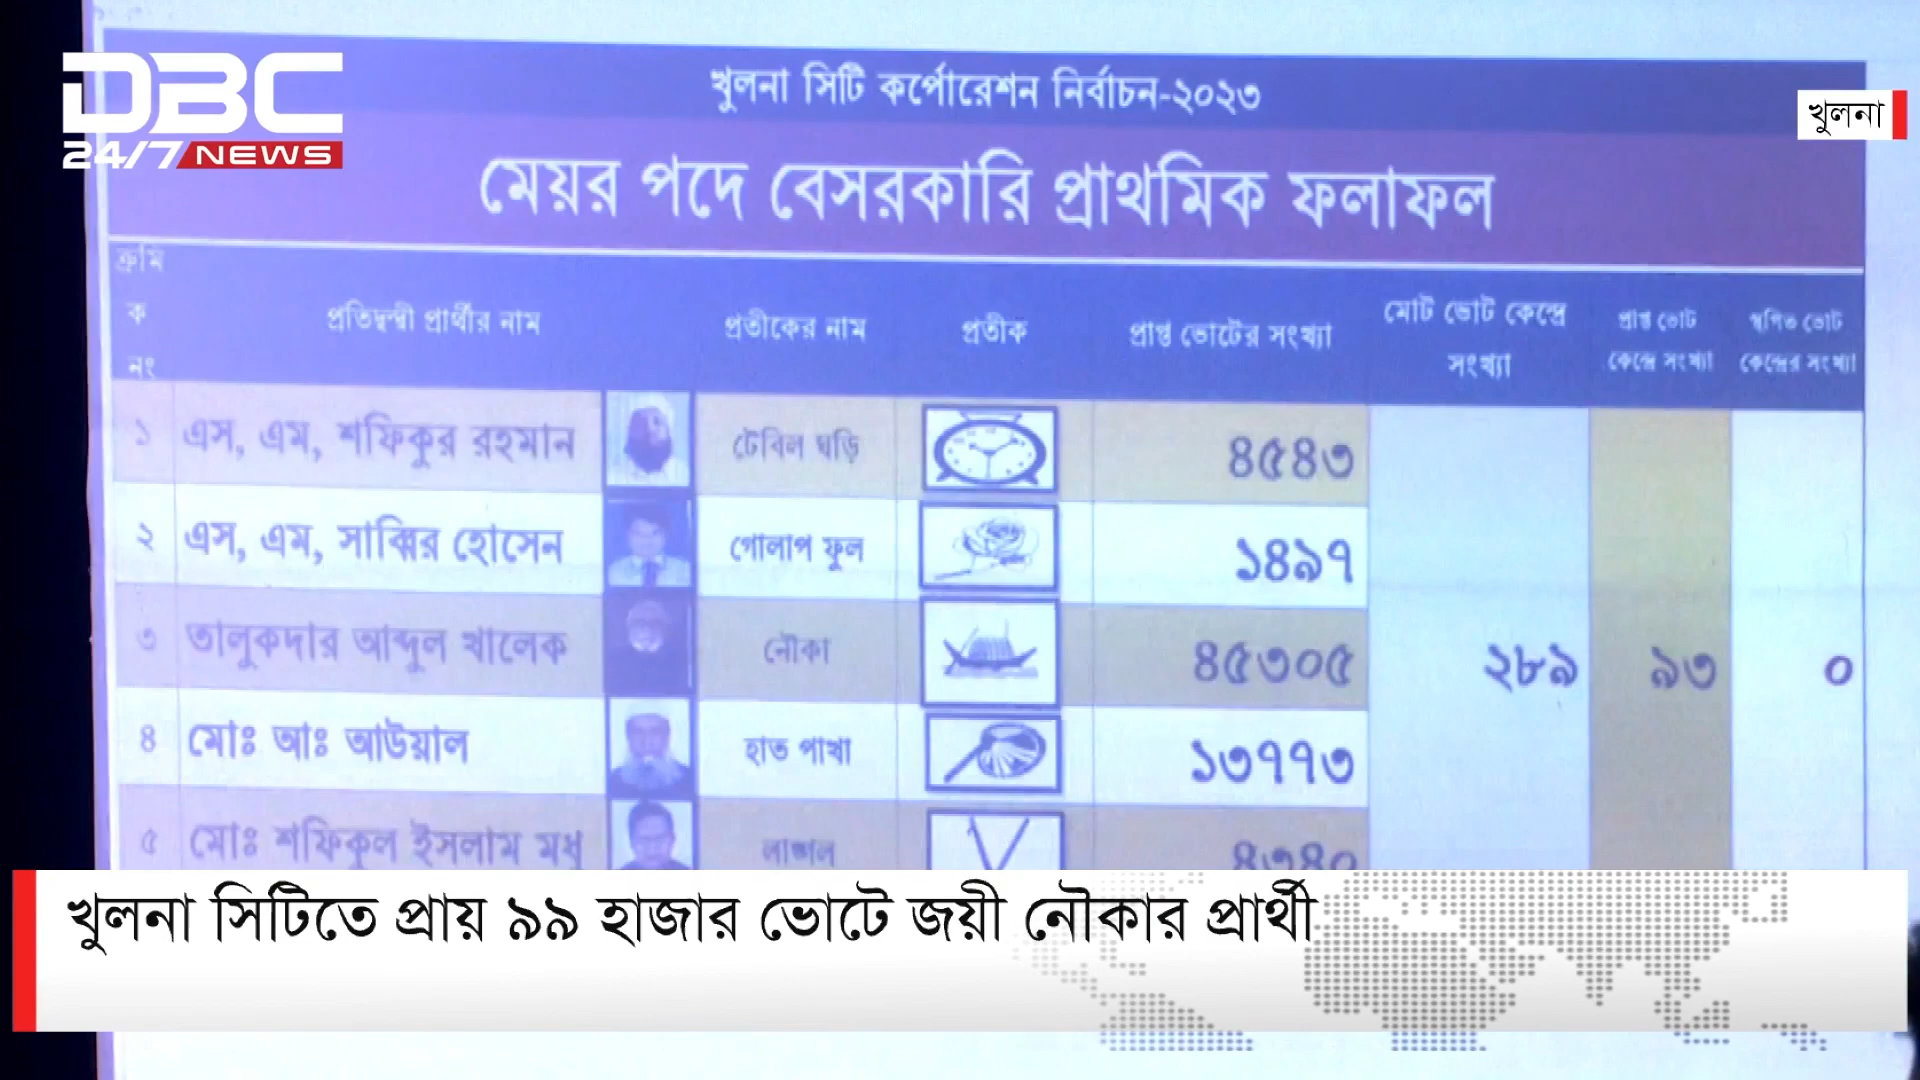 DBC
24/7 NEWS
খুলনা
খুলনা সিটি কর্পোরেশন নির্বাচন-২০২৩
মেয়র পদে বেসরকারি প্রাথমিক ফলাফল
ক্রমি
ক
নং
প্রতিদ্বন্দ্বী প্রার্থীর নাম
প্রতীকের নাম
প্রতীক
প্রাপ্ত ভোটের সংখ্যা
মোট ভোট কেন্দ্রে
সংখ্যা
প্রাপ্ত ভোট
কেন্দ্রে সংখ্যা
স্থগিত ভোট
কেন্দ্রের সংখ্যা
১ এস, এম, শফিকুর রহমান টেবিল ঘড়ি ৪৫৪৩
২ এস, এম, সাব্বির হোসেন গোলাপ ফুল ১৪৯৭
৩ তালুকদার আব্দুল খালেক নৌকা ৪৫৩০৫ ২৮৯ ৯৩ ০
৪ মোঃ আঃ আউয়াল হাত পাখা ১৩৭৭৩
৫ মোঃ শফিকুল ইসলাম মধু লাঙ্গল ৪৩৪০
খুলনা সিটিতে প্রায় ৯৯ হাজার ভোটে জয়ী নৌকার প্রার্থী